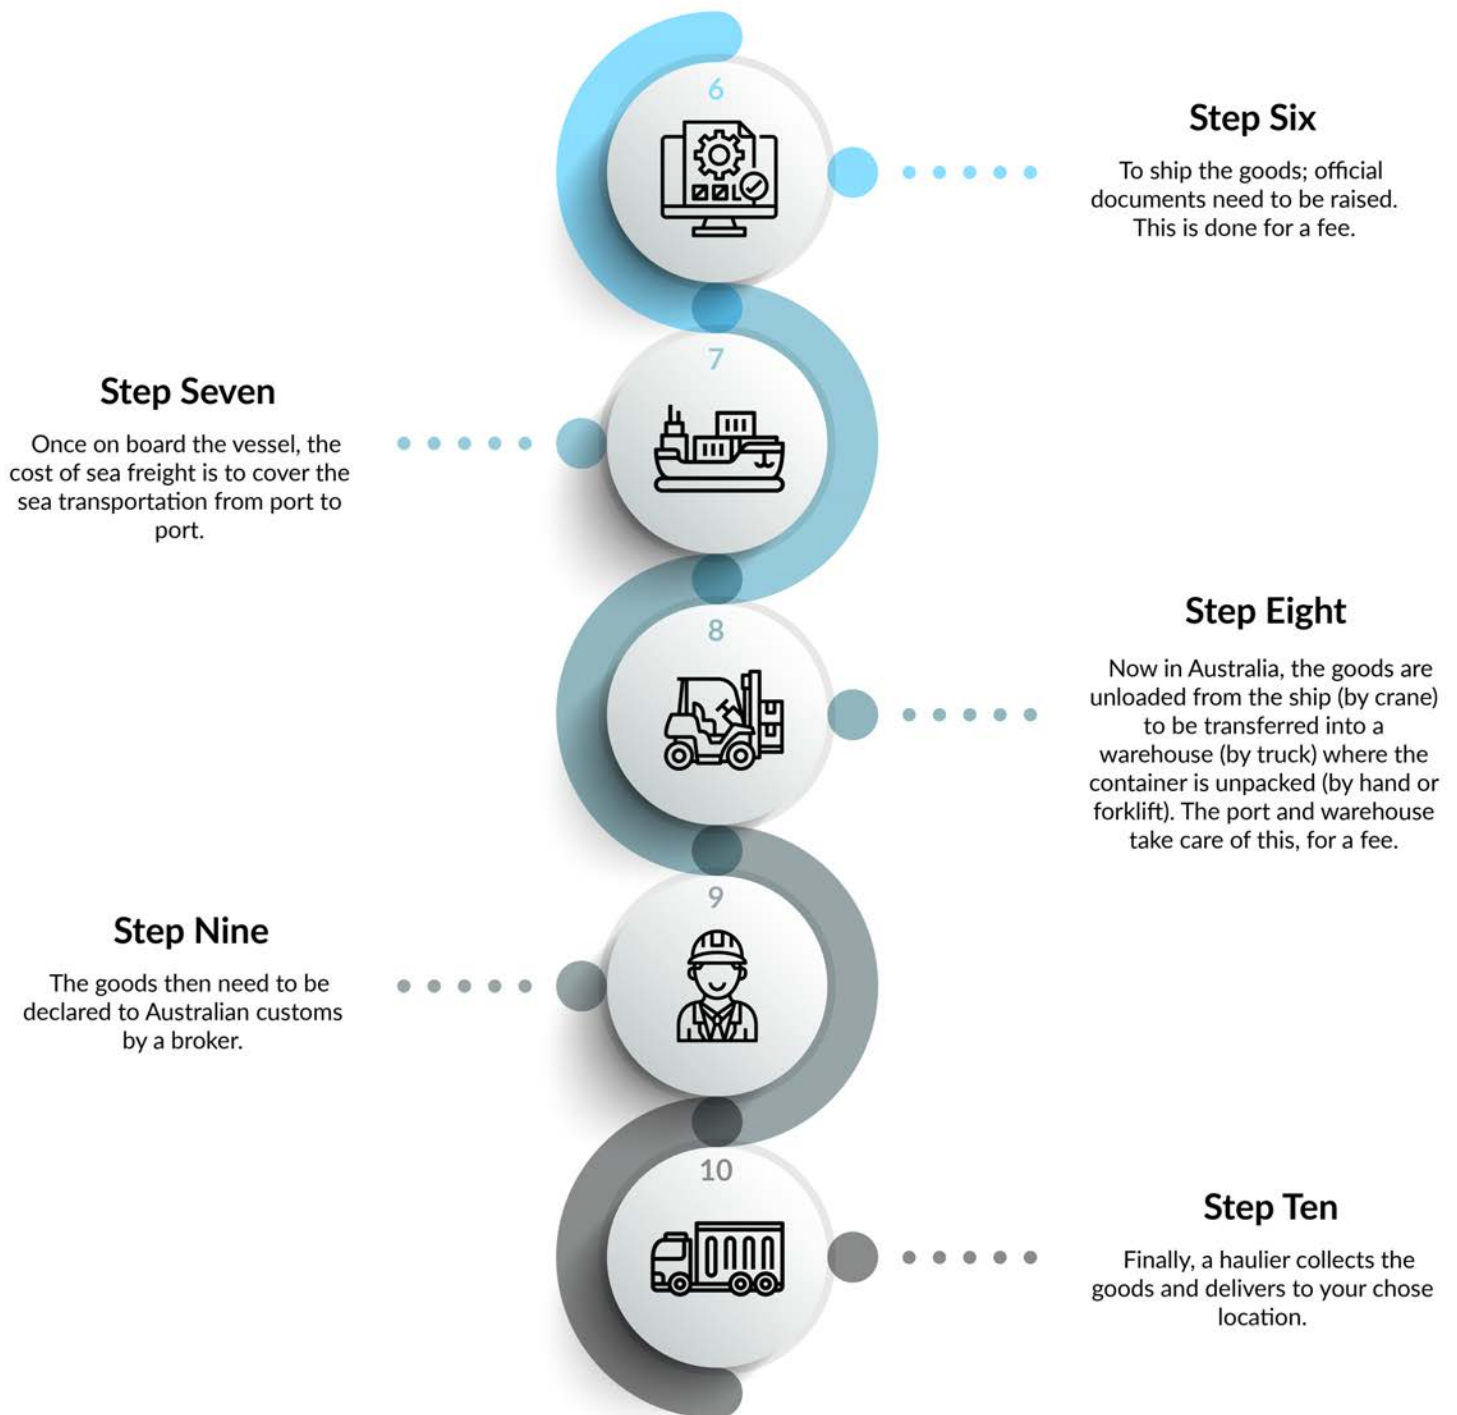 6
Step Six
To ship the goods; official
documents need to be raised.
This is done for a fee.
7
Step Seven
Once on board the vessel, the
cost of sea freight is to cover the
sea transportation from port to
port.
8
Step Eight
Now in Australia, the goods are
unloaded from the ship (by crane)
to be transferred into a
warehouse (by truck) where the
container is unpacked (by hand or
forklift). The port and warehouse
take care of this, for a fee.
9
Step Nine
The goods then need to be
declared to Australian customs
by a broker.
10
Step Ten
Finally, a haulier collects the
goods and delivers to your chose
location.